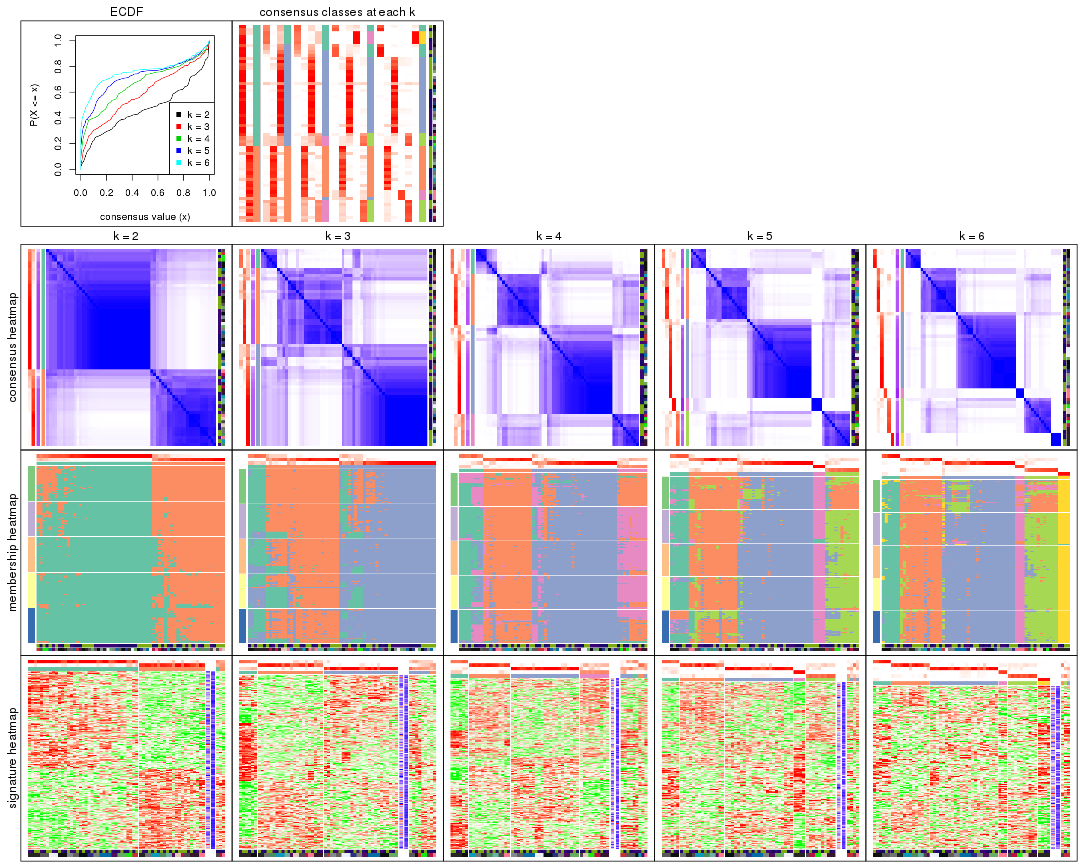 ECDF
consensus classes at each k
P(X <= x)
0.0 0.2 0.4 0.6 0.8 1.0
k = 2
k = 3
k = 4
k = 5
k = 6
0.0 0.2 0.4 0.6 0.8 1.0
consensus value (x)
k = 2
k = 3
k = 4
k = 5
k = 6
consensus heatmap
membership heatmap
signature heatmap